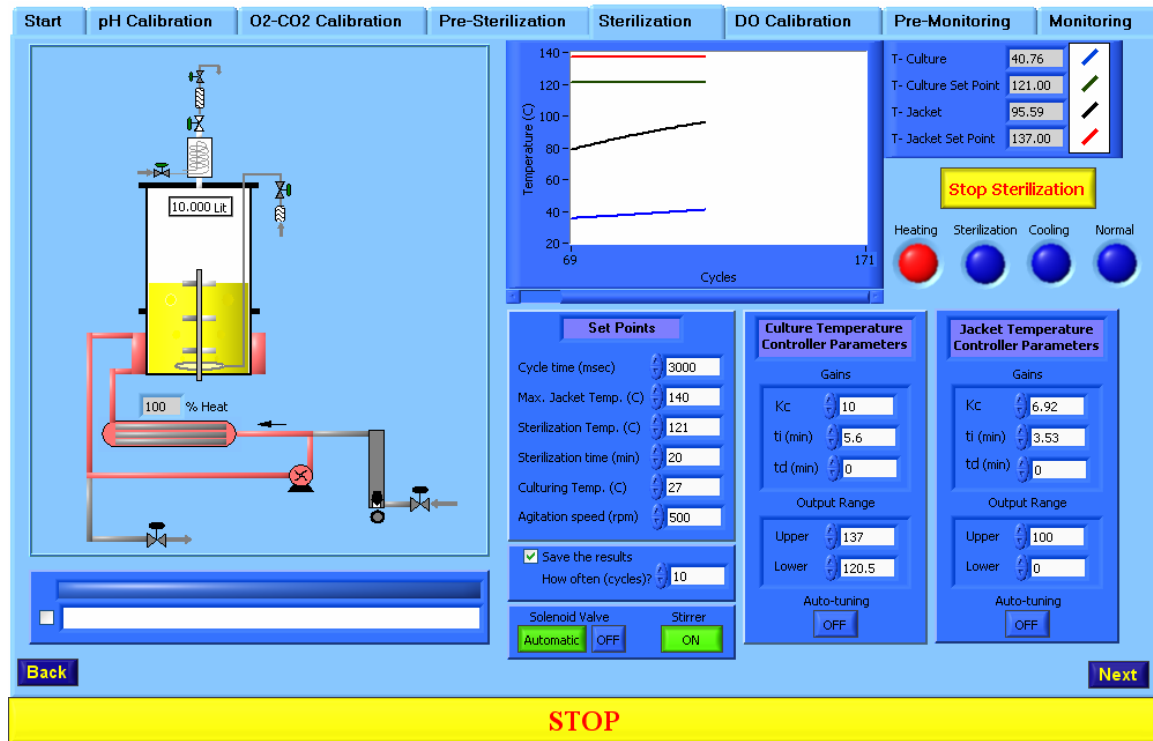 Start pH Calibration O2-CO2 Calibration Pre-Sterilization Sterilization DO Calibration Pre-Monitoring Monitoring
10.000 Lit
100 % Heat
Temperature (C)
140
120
100
80
60
40
20
69 171
Cycles
T- Culture 40.76
T- Culture Set Point 121.00
T- Jacket 95.59
T- Jacket Set Point 137.00
Stop Sterilization
Heating Sterilization Cooling Normal
Set Points
Cycle time (msec) 3000
Max. Jacket Temp. (C) 140
Sterilization Temp. (C) 121
Sterilization time (min) 20
Culturing Temp. (C) 27
Agitation speed (rpm) 500
Save the results
How often (cycles)? 10
Solenoid Valve Stirrer
Automatic OFF ON
Culture Temperature
Controller Parameters
Gains
Kc 10
ti (min) 5.6
td (min) 0
Output Range
Upper 137
Lower 120.5
Auto-tuning
OFF
Jacket Temperature
Controller Parameters
Gains
Kc 6.92
ti (min) 3.53
td (min) 0
Output Range
Upper 100
Lower 0
Auto-tuning
OFF
Back Next
STOP